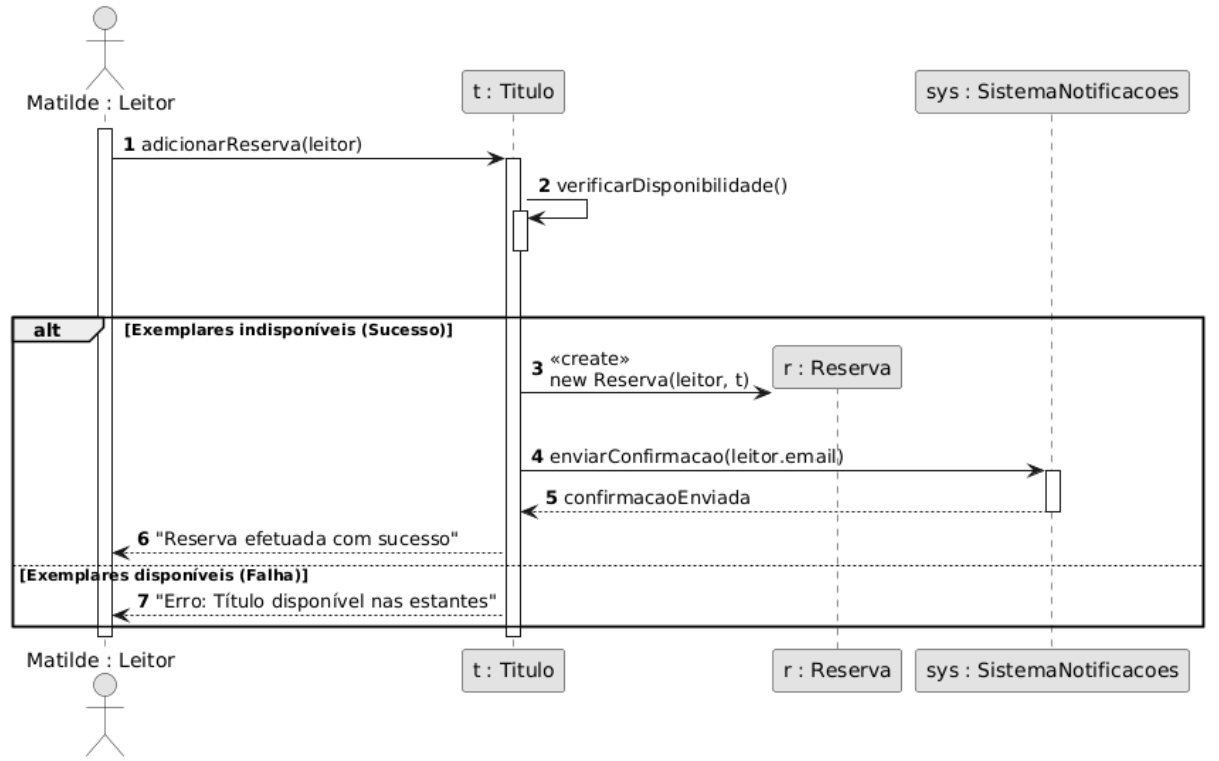 Matilde : Leitor
t : Titulo
sys : SistemaNotificacoes
1 adicionarReserva(leitor)
2 verificarDisponibilidade()
alt [Exemplares indisponíveis (Sucesso)]
3 «create»
new Reserva(leitor, t)
r : Reserva
4 enviarConfirmacao(leitor.email)
5 confirmacaoEnviada
6 "Reserva efetuada com sucesso"
[Exemplares disponíveis (Falha)]
7 "Erro: Título disponível nas estantes"
Matilde : Leitor
t : Titulo
r : Reserva
sys : SistemaNotificacoes